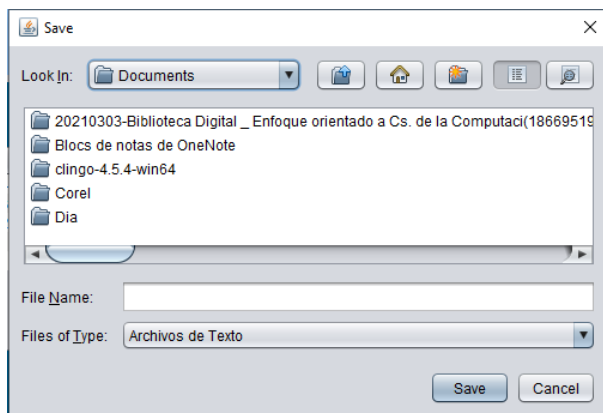 Save
Look In: Documents
20210303-Biblioteca Digital _ Enfoque orientado a Cs. de la Computaci(18669519
Blocs de notas de OneNote
clingo-4.5.4-win64
Corel
Dia
File Name:
Files of Type: Archivos de Texto
Save Cancel